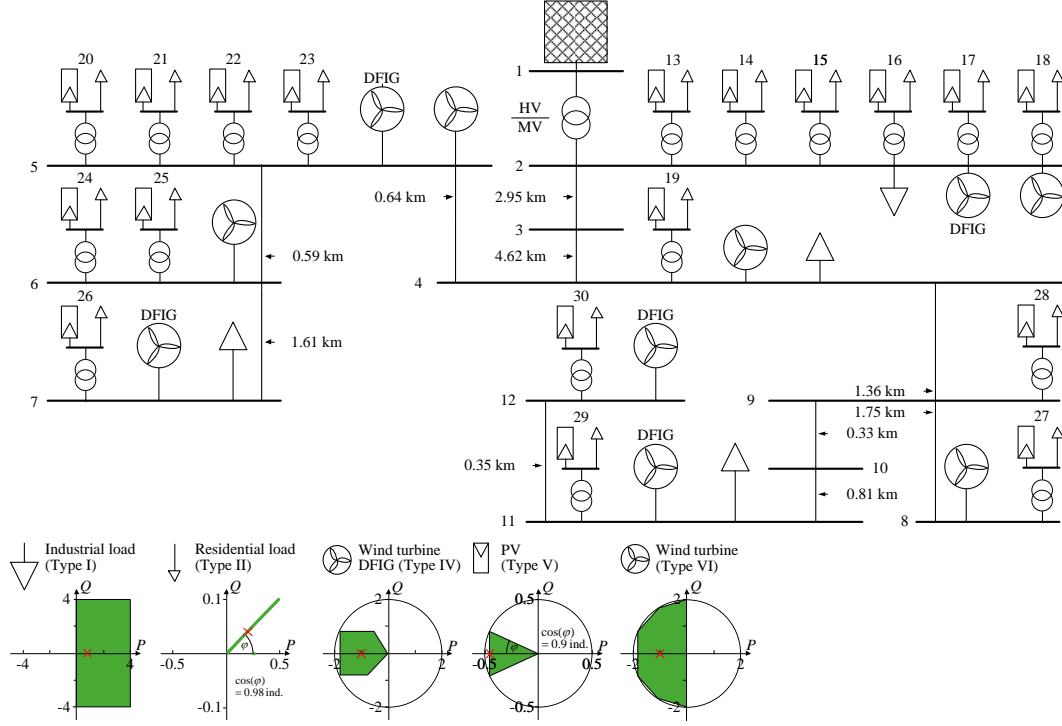 20 21 22 23 DFIG 1 HV MV 13 14 15 16 17 18
5 2
24 25 0.64 km 2.95 km 19 DFIG
3
0.59 km 4.62 km
6 4
26 DFIG 30 DFIG 28
1.61 km
7 12 9 1.36 km
29 DFIG 1.75 km 27
0.33 km
0.35 km 10
0.81 km
11 8
Industrial load
(Type I)
Residential load
(Type II)
Wind turbine
DFIG (Type IV)
PV
(Type V)
Wind turbine
(Type VI)
Q
4
P
-4 4
-4
Q
0.1
P
φ
-0.5 0.5
cos(φ)
= 0.98 ind.
-0.1
Q
2
P
-2 2
-2
Q
0.5
cos(φ)
= 0.9 ind.
P
φ
-0.5 0.5
-0.5
Q
2
P
-2 2
-2